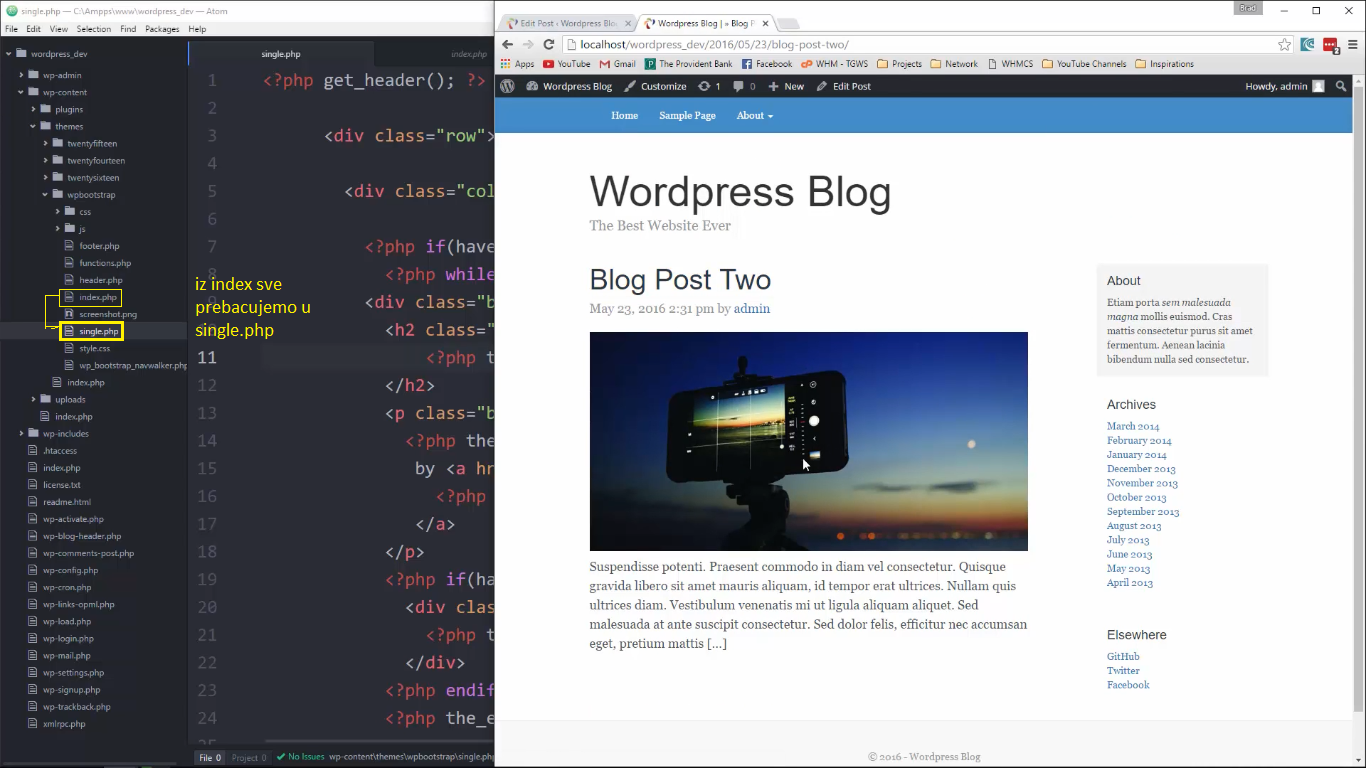 single.php — C:\Ampps\www\wordpress_dev — Atom
File Edit View Selection Find Packages Help
wordpress_dev
wp-admin
wp-content
plugins
themes
twentyfifteen
twentyfourteen
twentysixteen
wpbootstrap
css
js
footer.php
functions.php
header.php
index.php
screenshot.png
single.php
style.css
wp_bootstrap_navwalker.php
index.php
uploads
index.php
wp-includes
.htaccess
index.php
license.txt
readme.html
wp-activate.php
wp-blog-header.php
wp-comments-post.php
wp-config.php
wp-cron.php
wp-links-opml.php
wp-load.php
wp-login.php
wp-mail.php
wp-settings.php
wp-signup.php
wp-trackback.php
xmlrpc.php
iz index sve
prebacujemo u
single.php
single.php index.php
1 <?php get_header(); ?>
2
3 <div class="row">
4
5 <div class="col
6
7 <?php if(have
8 <?php while
9 <div class="b
10 <h2 class="
11 <?php t
12 </h2>
13 <p class="b
14 <?php the
15 by <a hr
16 <?php
17 </a>
18 </p>
19 <?php if(ha
20 <div clas
21 <?php t
22 </div>
23 <?php endif
24 <?php the_e
File 0 Project 0 No Issues wp-content\themes\wpbootstrap\single.php
Edit Post ‹ Wordpress Blo Wordpress Blog | » Blog P
Brad
localhost/wordpress_dev/2016/05/23/blog-post-two/
2
Apps YouTube Gmail The Provident Bank Facebook WHM - TGWS Projects Network WHMCS YouTube Channels Inspirations
Wordpress Blog Customize 1 0 New Edit Post Howdy, admin
Home Sample Page About
Wordpress Blog
The Best Website Ever
Blog Post Two
May 23, 2016 2:31 pm by admin
Suspendisse potenti. Praesent commodo in diam vel consectetur. Quisque
gravida libero sit amet mauris aliquam, id tempor erat ultrices. Nullam quis
ultrices diam. Vestibulum venenatis mi ut ligula aliquam aliquet. Sed
malesuada at ante suscipit consectetur. Sed dolor felis, efficitur nec accumsan
eget, pretium mattis […]
About
Etiam porta sem malesuada
magna mollis euismod. Cras
mattis consectetur purus sit amet
fermentum. Aenean lacinia
bibendum nulla sed consectetur.
Archives
March 2014
February 2014
January 2014
December 2013
November 2013
October 2013
September 2013
August 2013
July 2013
June 2013
May 2013
April 2013
Elsewhere
GitHub
Twitter
Facebook
© 2016 - Wordpress Blog